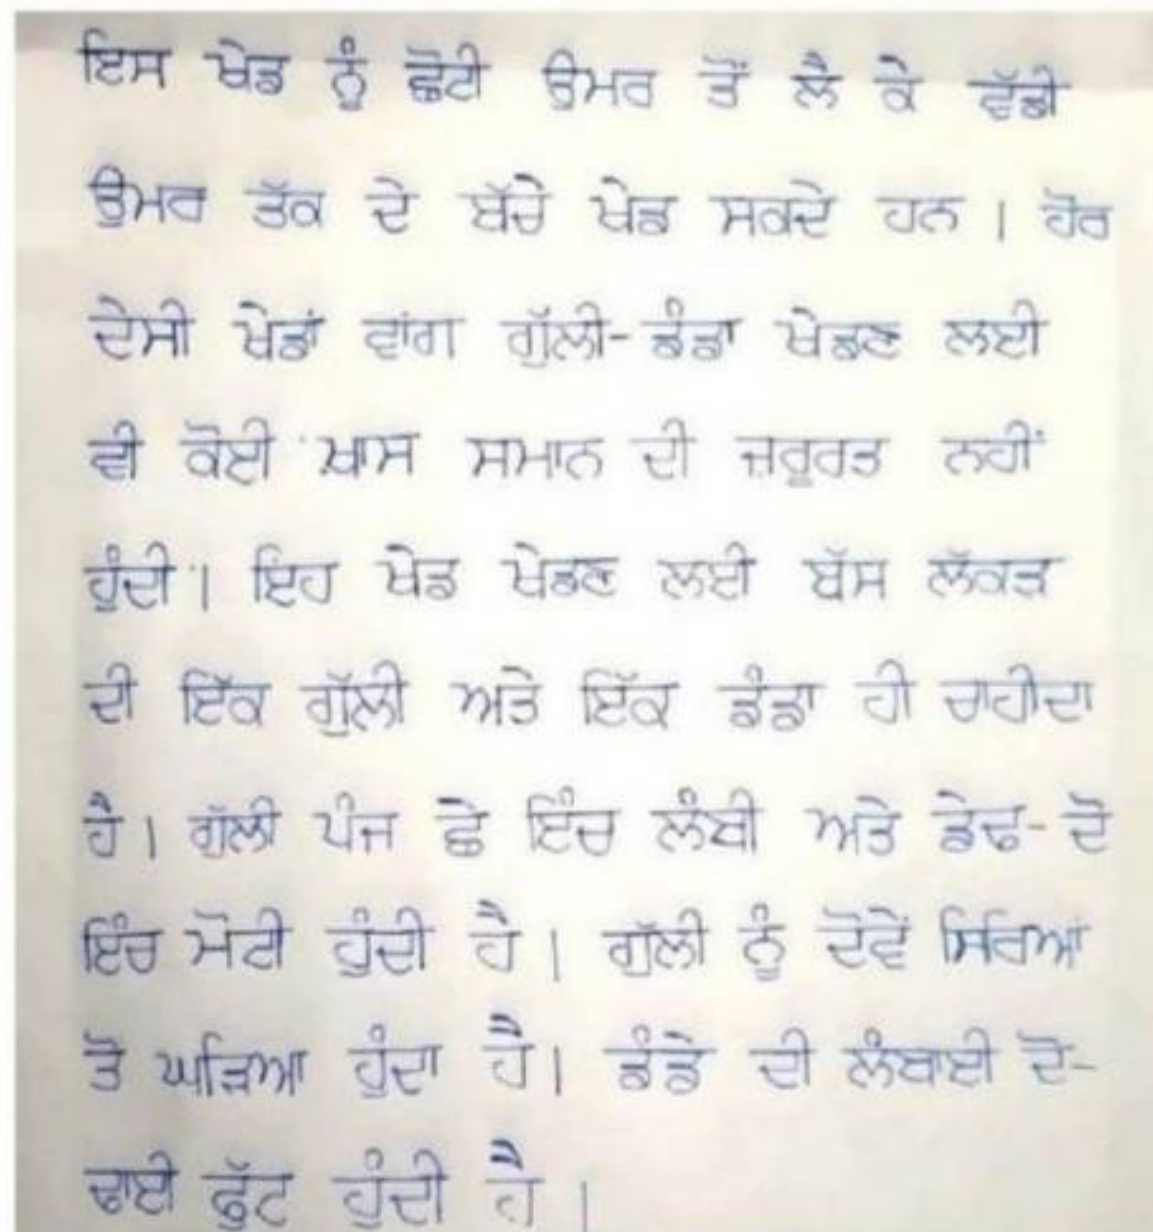 ਇਸ ਖੇਡ ਨੂੰ ਛੋਟੀ ਉਮਰ ਤੋਂ ਲੈ ਕੇ ਵੱਡੀ
ਉਮਰ ਤੱਕ ਦੇ ਬੱਚੇ ਖੇਡ ਸਕਦੇ ਹਨ । ਹੋਰ
ਦੇਸੀ ਖੇਡਾਂ ਵਾਂਗ ਗੁੱਲੀ-ਡੰਡਾ ਖੇਡਣ ਲਈ
ਵੀ ਕੋਈ ਖ਼ਾਸ ਸਮਾਨ ਦੀ ਜ਼ਰੂਰਤ ਨਹੀਂ
ਹੁੰਦੀ । ਇਹ ਖੇਡ ਖੇਡਣ ਲਈ ਬੱਸ ਲੱਕੜ
ਦੀ ਇੱਕ ਗੁੱਲੀ ਅਤੇ ਇੱਕ ਡੰਡਾ ਹੀ ਚਾਹੀਦਾ
ਹੈ । ਗੁੱਲੀ ਪੰਜ ਛੇ ਇੰਚ ਲੰਬੀ ਅਤੇ ਡੇਢ-ਦੋ
ਇੰਚ ਮੋਟੀ ਹੁੰਦੀ ਹੈ । ਗੁੱਲੀ ਨੂੰ ਦੋਵੇਂ ਸਿਰਿਆਂ
ਤੋ ਘੜਿਆ ਹੁੰਦਾ ਹੈ । ਡੰਡੇ ਦੀ ਲੰਬਾਈ ਦੋ-
ਢਾਈ ਫੁੱਟ ਹੁੰਦੀ ਹੈ ।